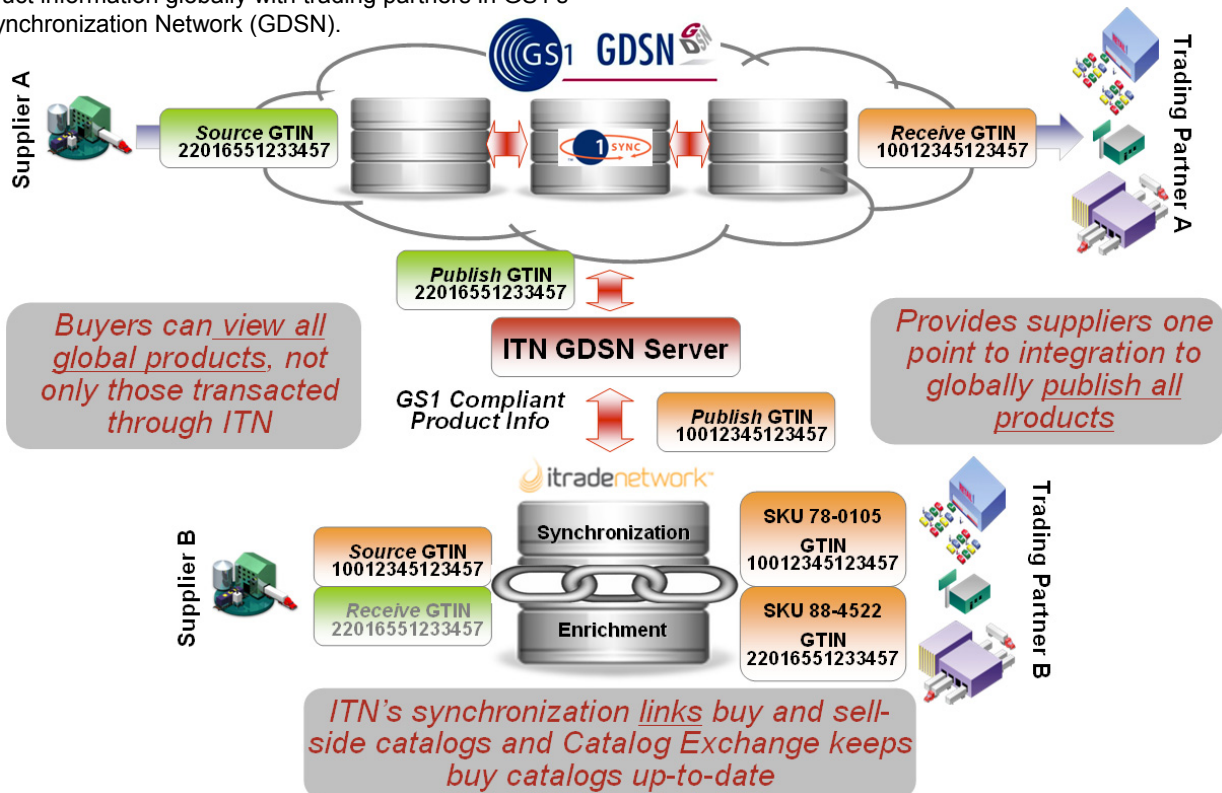 uct information globally with trading partners in GS1's
ynchronization Network (GDSN).
GS1 GDSN
GDSN
Supplier A
Source GTIN
22016551233457
1 SYNC
Receive GTIN
10012345123457
Trading Partner A
Publish GTIN
22016551233457
Buyers can view all
global products, not
only those transacted
through ITN
ITN GDSN Server
Provides suppliers one
point to integration to
globally publish all
products
GS1 Compliant
Product Info
Publish GTIN
10012345123457
itradenetwork
Supplier B
Source GTIN
10012345123457
Receive GTIN
22016551233457
Synchronization
Enrichment
SKU 78-0105
GTIN
10012345123457
SKU 88-4522
GTIN
22016551233457
Trading Partner B
ITN's synchronization links buy and sell-
side catalogs and Catalog Exchange keeps
buy catalogs up-to-date